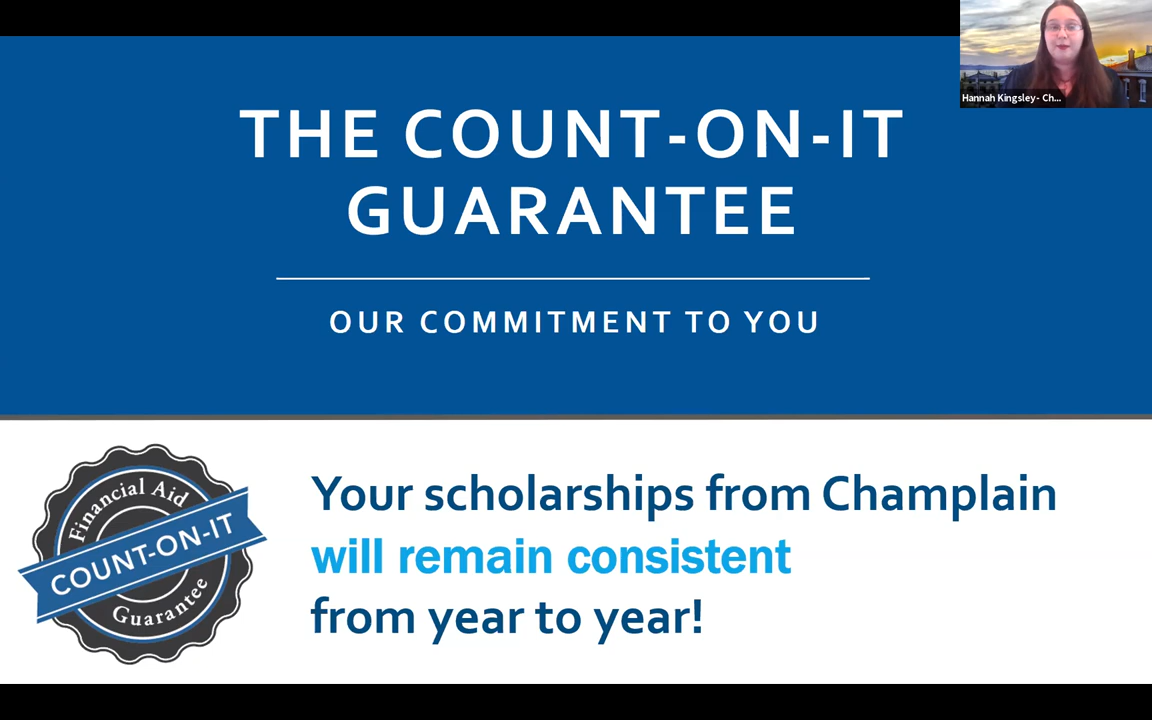 THE COUNT-ON-IT
GUARANTEE
OUR COMMITMENT TO YOU
Hannah Kingsley - Ch...
Financial Aid
COUNT-ON-IT
Guarantee
Your scholarships from Champlain
will remain consistent
from year to year!